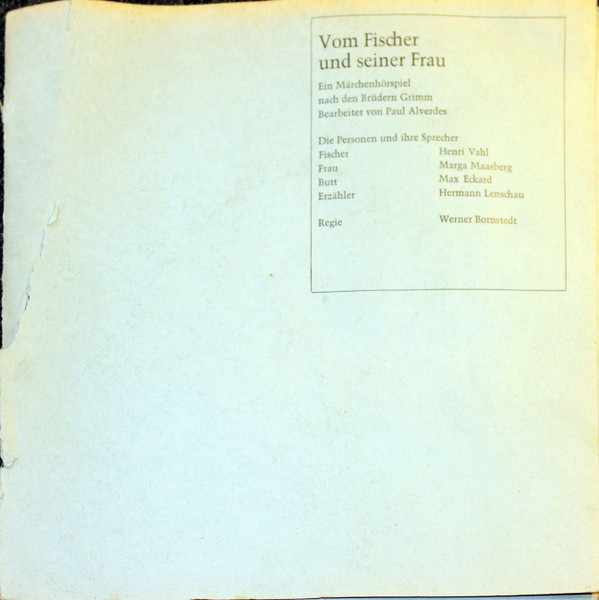 Vom Fischer
und seiner Frau
Ein Märchenhörspiel
nach den Brüdern Grimm
Bearbeitet von Paul Alverdes
Die Personen und ihre Sprecher
Fischer Henri Vahl
Frau Marga Maasberg
Butt Max Eckard
Erzähler Hermann Lenschau
Regie Werner Bornstedt